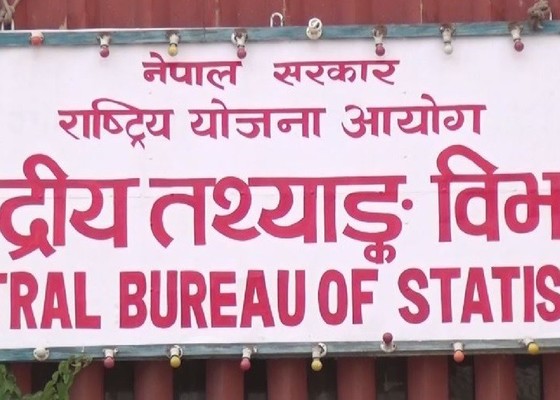 नेपाल सरकार
राष्ट्रिय योजना आयोग
द्रीय तथ्याङ्क विभ
TRAL BUREAU OF STATIS